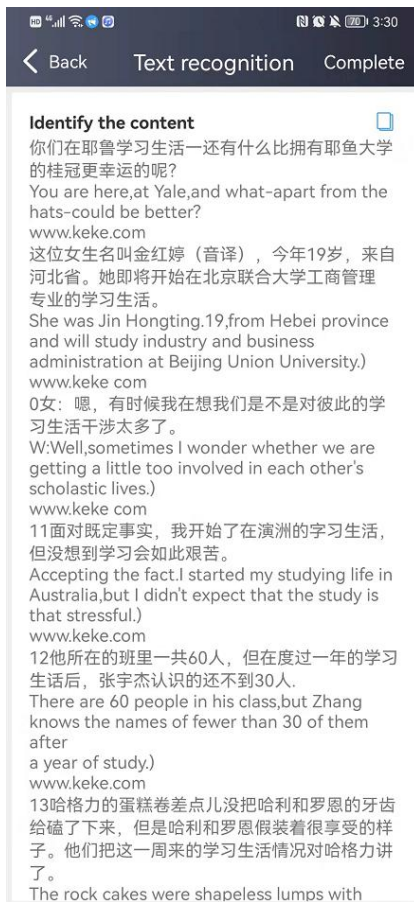 HD 70 3:30
Back Text recognition Complete
Identify the content
你们在耶鲁学习生活一还有什么比拥有耶鱼大学
的桂冠更幸运的呢?
You are here,at Yale,and what-apart from the
hats-could be better?
www.keke.com
这位女生名叫金红婷（音译），今年19岁，来自
河北省。她即将开始在北京联合大学工商管理
专业的学习生活。
She was Jin Hongting.19,from Hebei province
and will study industry and business
administration at Beijing Union University.)
www.keke com
0女：嗯，有时候我在想我们是不是对彼此的学
习生活干涉太多了。
W:Well,sometimes I wonder whether we are
getting a little too involved in each other's
scholastic lives.)
www.keke com
11面对既定事实，我开始了在演洲的字习生活，
但没想到学习会如此艰苦。
Accepting the fact.I started my studying life in
Australia,but I didn't expect that the study is
that stressful.)
www.keke.com
12他所在的班里一共60人，但在度过一年的学习
生话后，张宇杰认识的还不到30人.
There are 60 people in his class,but Zhang
knows the names of fewer than 30 of them
after
a year of study.)
www.keke.com
13哈格力的蛋糕卷差点儿没把哈利和罗恩的牙齿
给磕了下来，但是哈利和罗恩假装着很享受的样
子。他们把这一周来的学习生活情况对哈格力讲
了。
The rock cakes were shapeless lumps with